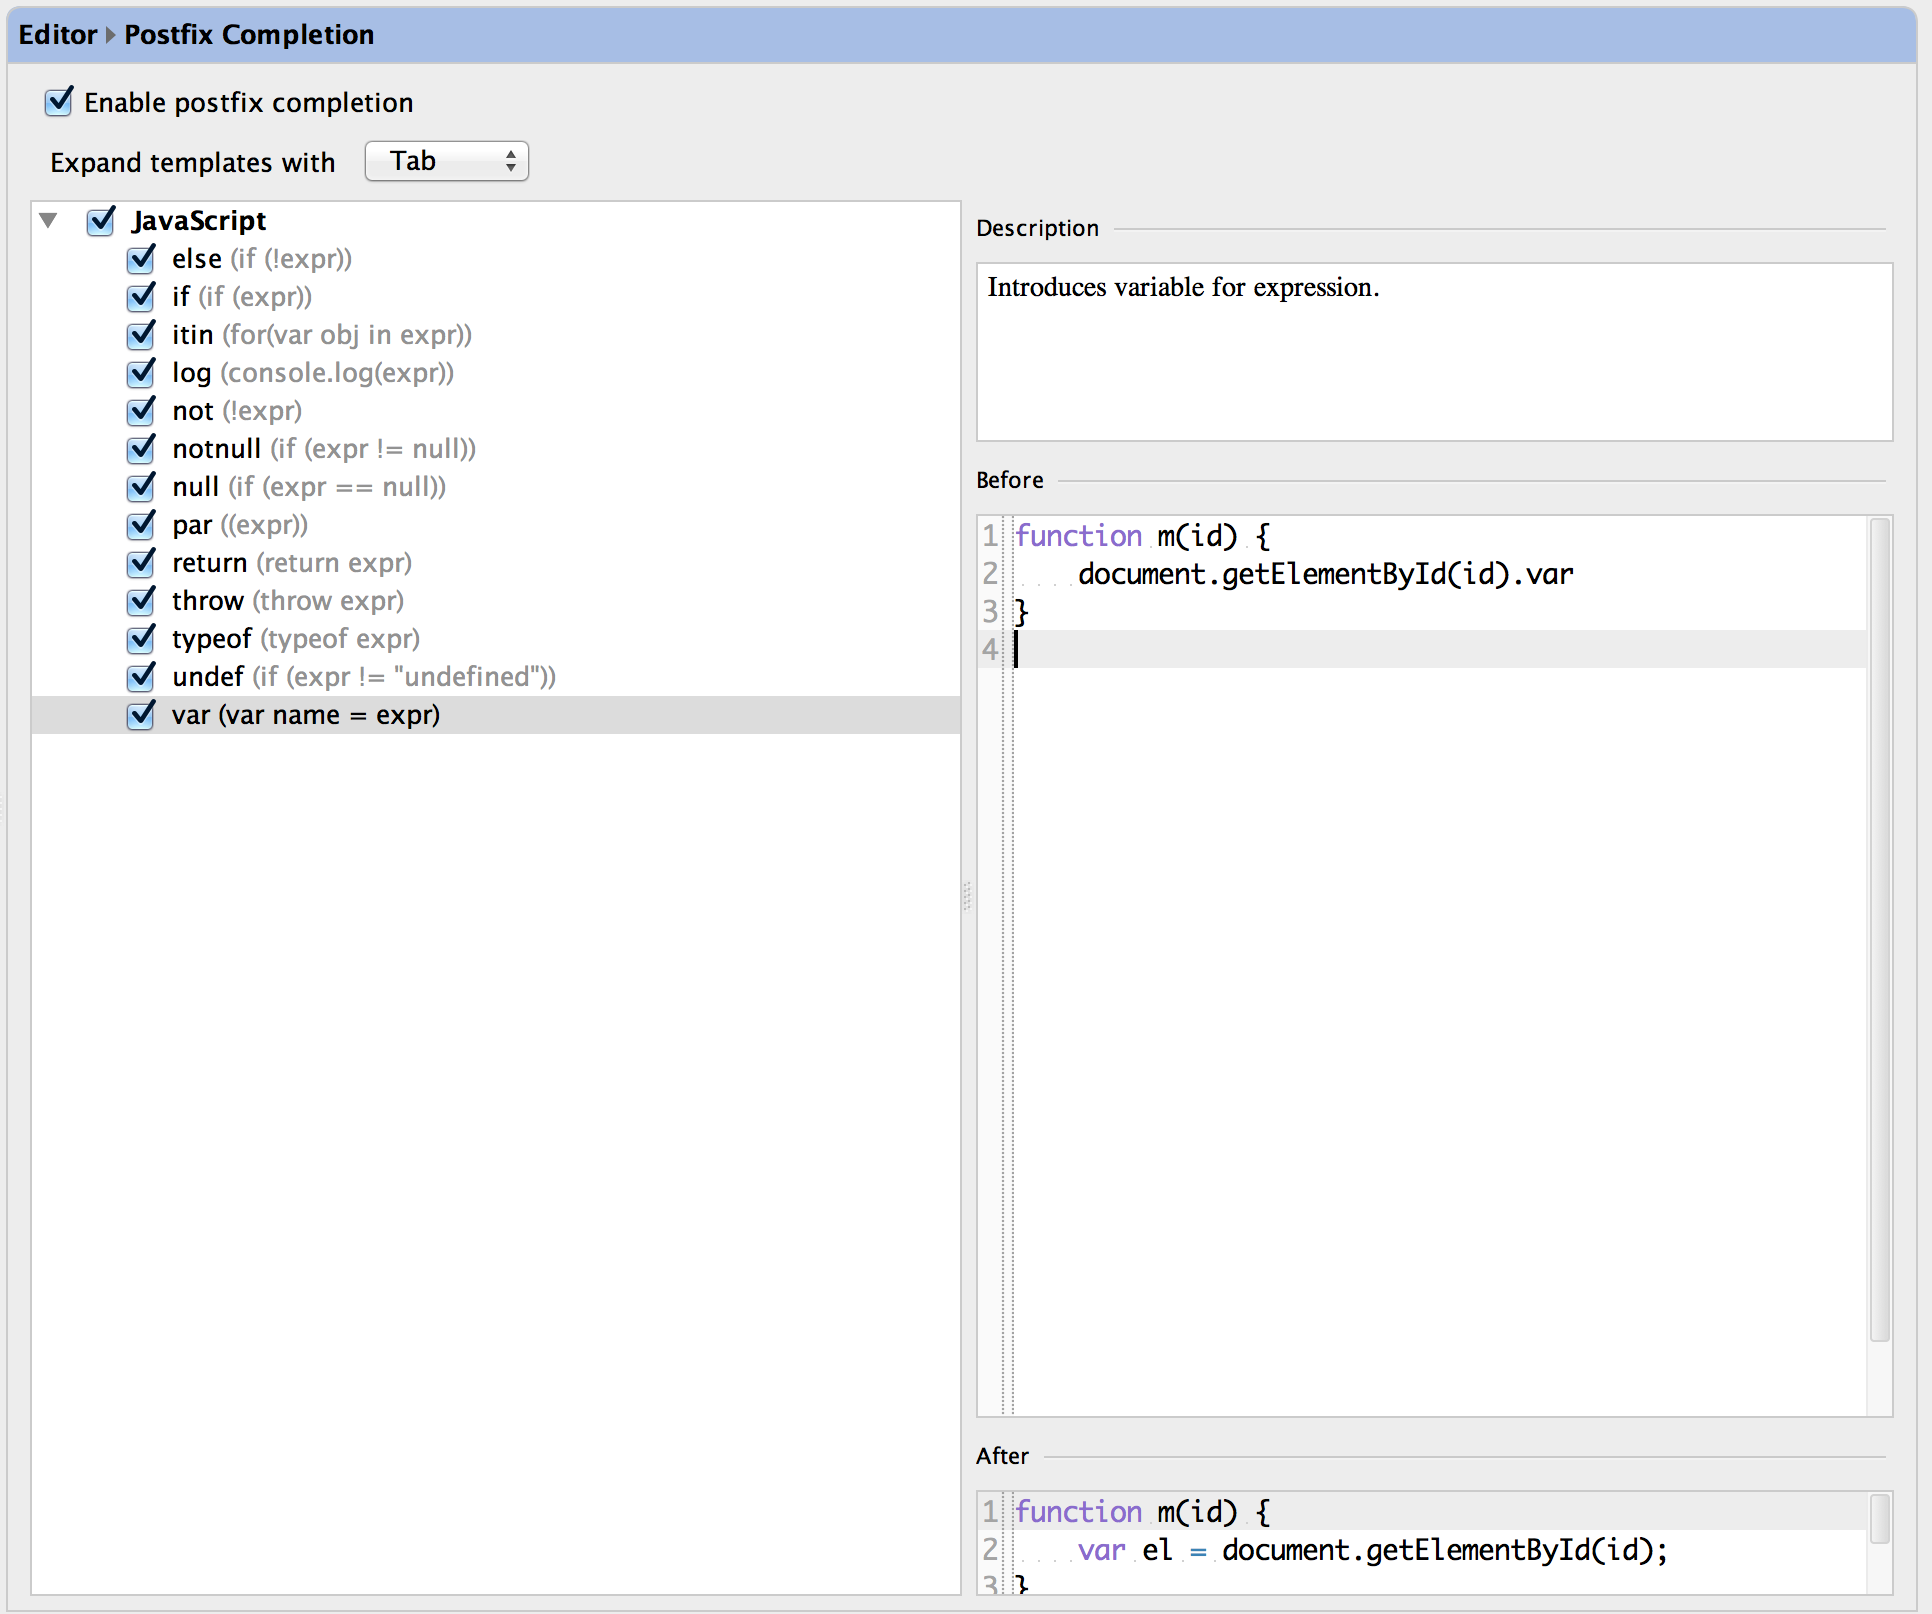 Editor Postfix Completion
Enable postfix completion
Expand templates with Tab
JavaScript
else (if (!expr))
if (if (expr))
itin (for(var obj in expr))
log (console.log(expr))
not (!expr)
notnull (if (expr != null))
null (if (expr == null))
par ((expr))
return (return expr)
throw (throw expr)
typeof (typeof expr)
undef (if (expr != "undefined"))
var (var name = expr)
Description
Introduces variable for expression.
Before
1 function m(id) {
2 document.getElementById(id).var
3 }
4
After
1 function m(id) {
2 var el = document.getElementById(id);
3 }